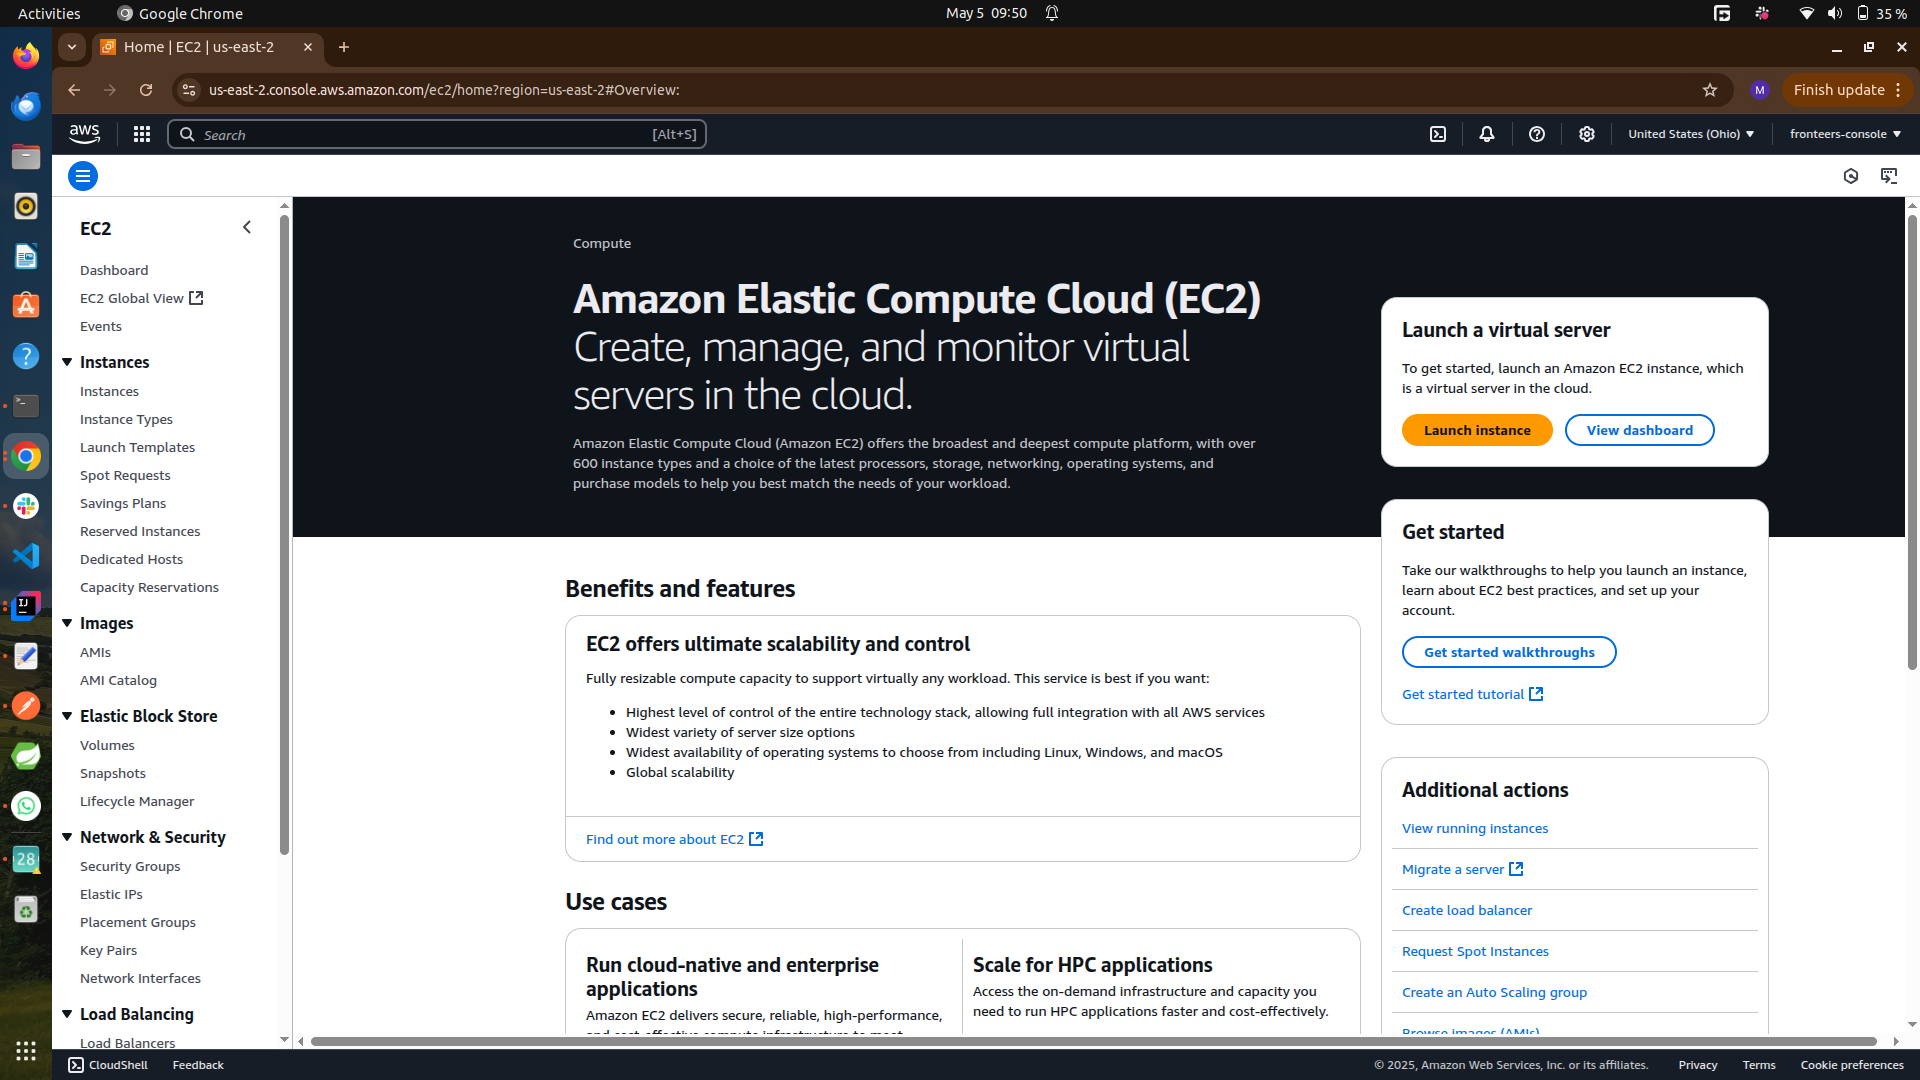 Activities
Google Chrome
May 5 09:50
35 %
Home | EC2 | us-east-2
us-east-2.console.aws.amazon.com/ec2/home?region=us-east-2#Overview:
M
Finish update
aws
Search
[Alt+S]
United States (Ohio)
fronteers-console
EC2
Dashboard
EC2 Global View
Events
Instances
Instances
Instance Types
Launch Templates
Spot Requests
Savings Plans
Reserved Instances
Dedicated Hosts
Capacity Reservations
Images
AMIs
AMI Catalog
Elastic Block Store
Volumes
Snapshots
Lifecycle Manager
Network & Security
Security Groups
Elastic IPs
Placement Groups
Key Pairs
Network Interfaces
Load Balancing
Load Balancers
Compute
Amazon Elastic Compute Cloud (EC2)
Create, manage, and monitor virtual
servers in the cloud.
Amazon Elastic Compute Cloud (Amazon EC2) offers the broadest and deepest compute platform, with over
600 instance types and a choice of the latest processors, storage, networking, operating systems, and
purchase models to help you best match the needs of your workload.
Launch a virtual server
To get started, launch an Amazon EC2 instance, which
is a virtual server in the cloud.
Launch instance
View dashboard
Get started
Take our walkthroughs to help you launch an instance,
learn about EC2 best practices, and set up your
account.
Get started walkthroughs
Get started tutorial
Benefits and features
EC2 offers ultimate scalability and control
Fully resizable compute capacity to support virtually any workload. This service is best if you want:
• Highest level of control of the entire technology stack, allowing full integration with all AWS services
• Widest variety of server size options
• Widest availability of operating systems to choose from including Linux, Windows, and macOS
• Global scalability
Find out more about EC2
Additional actions
View running instances
Migrate a server
Create load balancer
Request Spot Instances
Create an Auto Scaling group
Browse images (AMIs)
Use cases
Run cloud-native and enterprise
applications
Amazon EC2 delivers secure, reliable, high-performance,
and cost-effective compute infrastructure to meet
Scale for HPC applications
Access the on-demand infrastructure and capacity you
need to run HPC applications faster and cost-effectively.
28
IJ
CloudShell
Feedback
© 2025, Amazon Web Services, Inc. or its affiliates.
Privacy
Terms
Cookie preferences